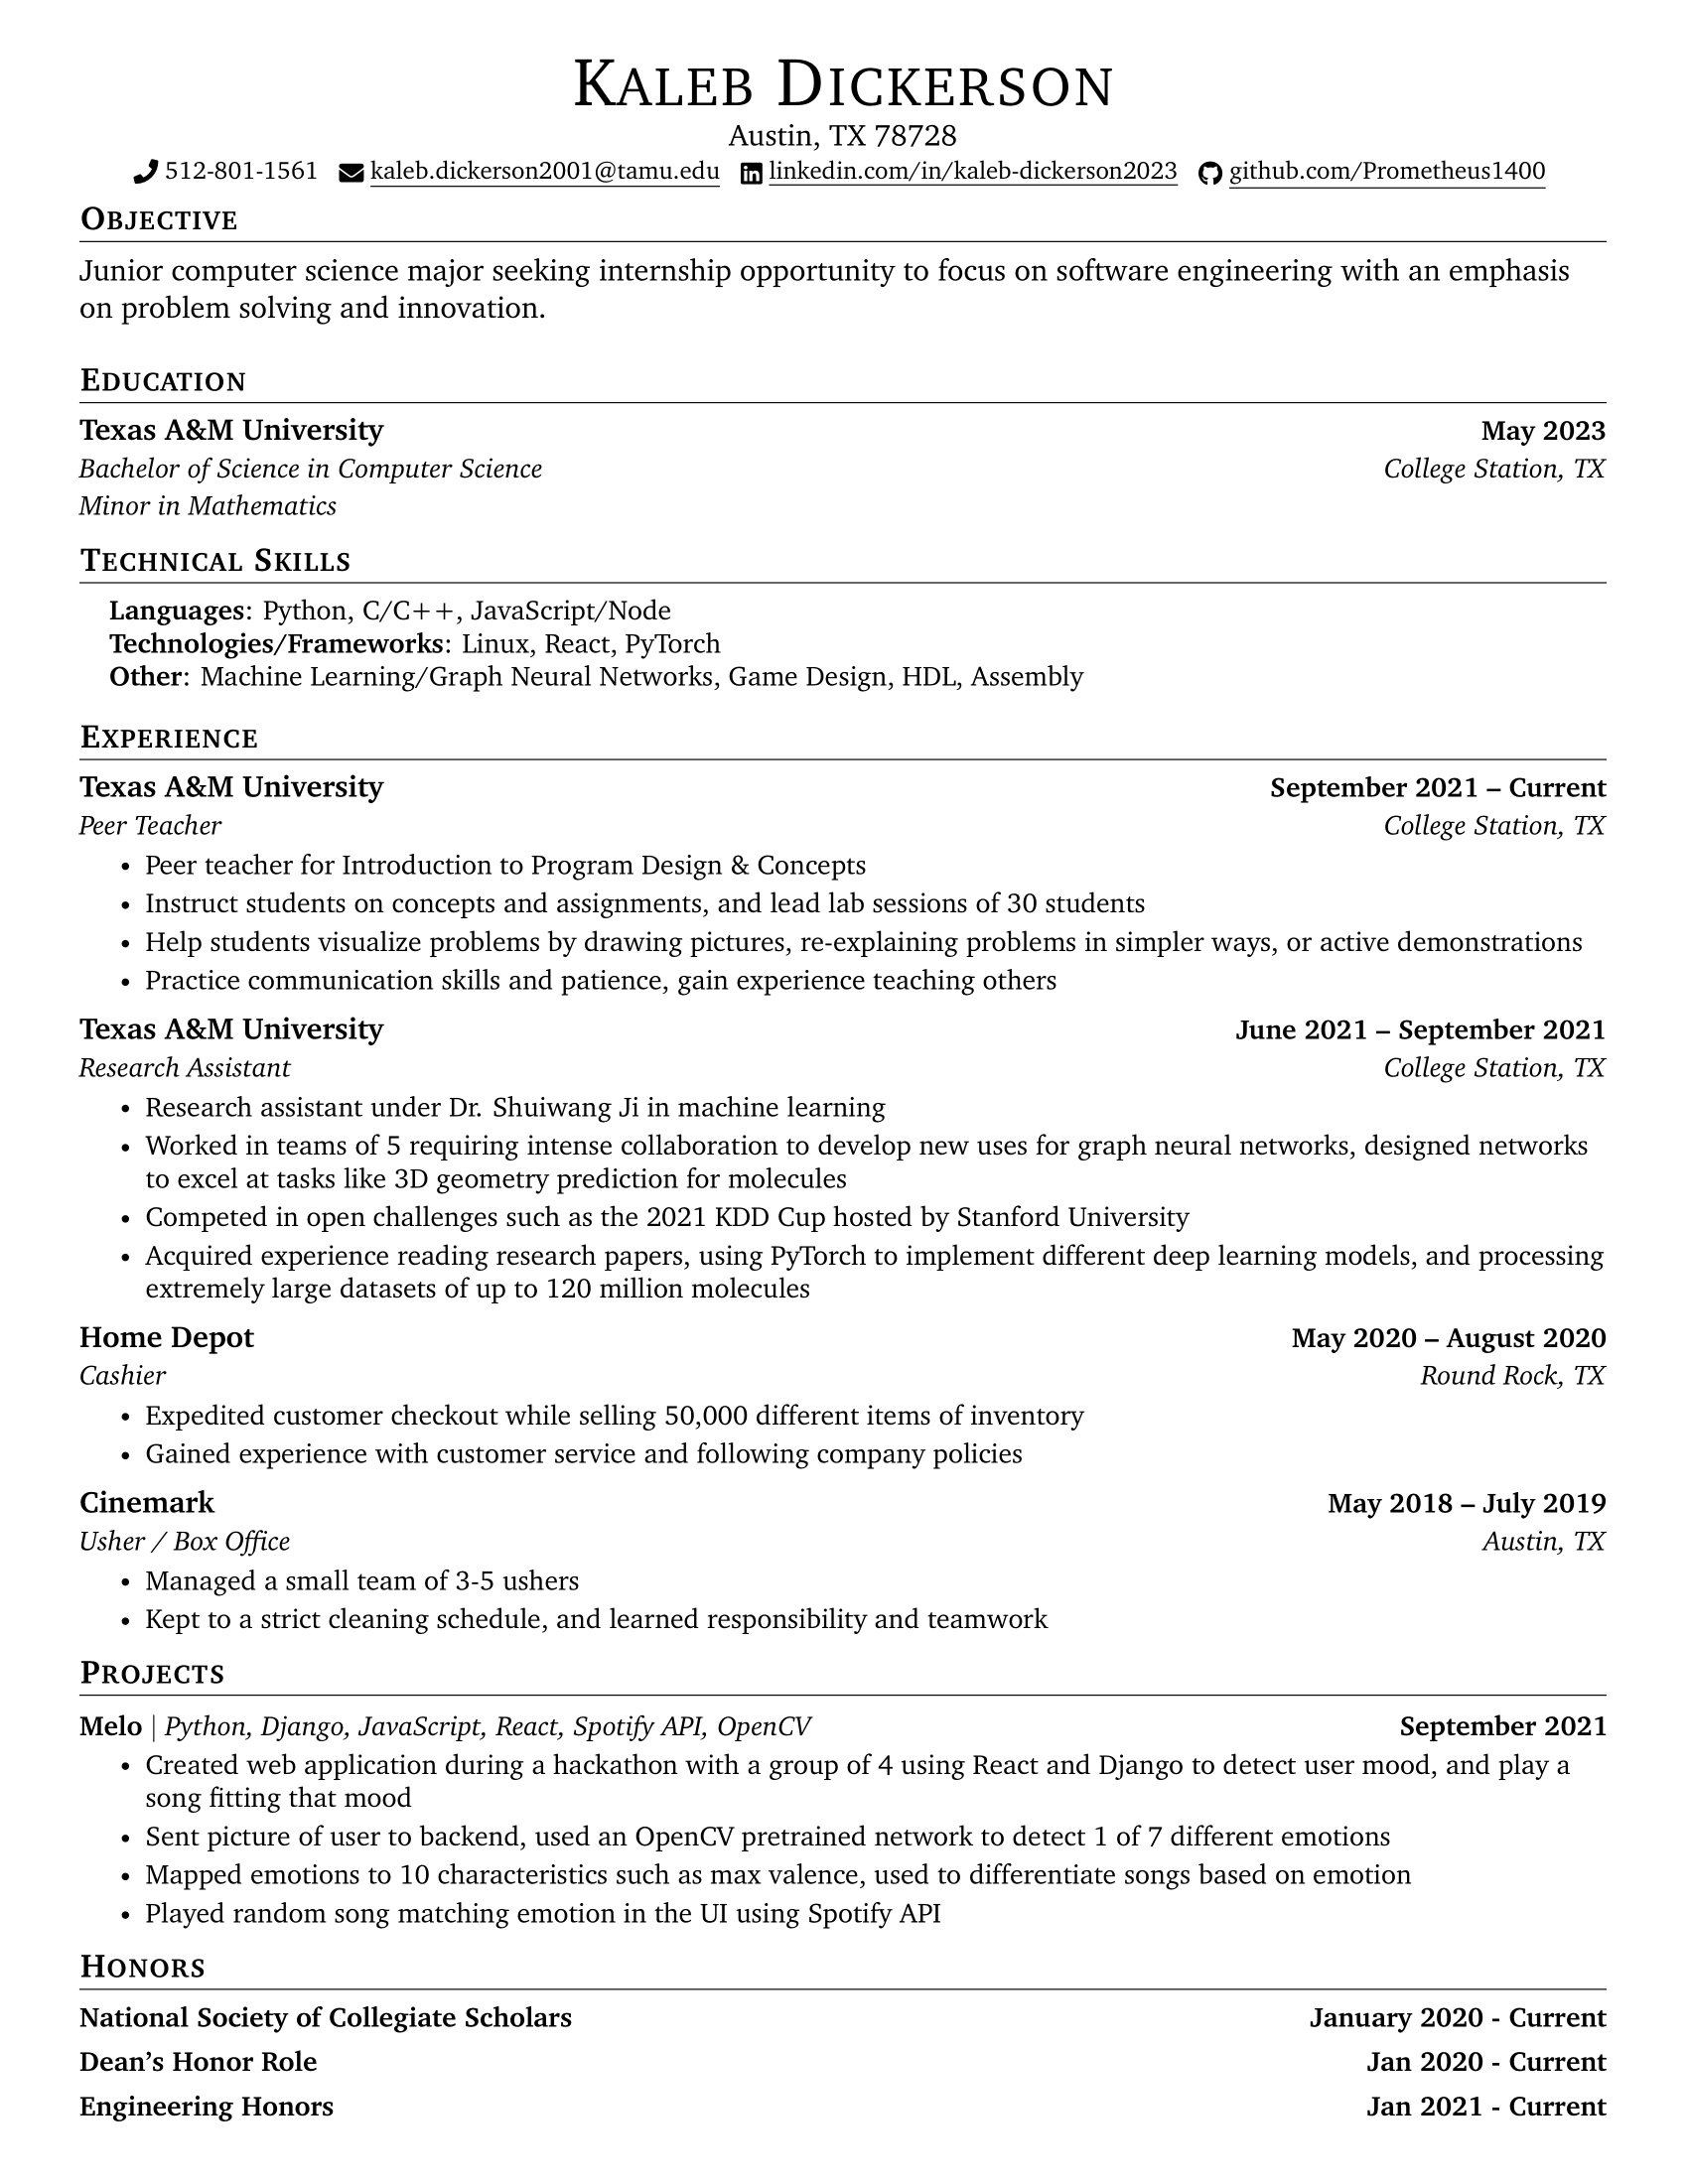 KALEB DICKERSON
Austin, TX 78728
512-801-1561 kaleb.dickerson2001@tamu.edu linkedin.com/in/kaleb-dickerson2023 github.com/Prometheus1400
OBJECTIVE
Junior computer science major seeking internship opportunity to focus on software engineering with an emphasis
on problem solving and innovation.
EDUCATION
Texas A&M University May 2023
Bachelor of Science in Computer Science College Station, TX
Minor in Mathematics
TECHNICAL SKILLS
Languages: Python, C/C++, JavaScript/Node
Technologies/Frameworks: Linux, React, PyTorch
Other: Machine Learning/Graph Neural Networks, Game Design, HDL, Assembly
EXPERIENCE
Texas A&M University September 2021 – Current
Peer Teacher College Station, TX
• Peer teacher for Introduction to Program Design & Concepts
• Instruct students on concepts and assignments, and lead lab sessions of 30 students
• Help students visualize problems by drawing pictures, re-explaining problems in simpler ways, or active demonstrations
• Practice communication skills and patience, gain experience teaching others
Texas A&M University June 2021 – September 2021
Research Assistant College Station, TX
• Research assistant under Dr. Shuiwang Ji in machine learning
• Worked in teams of 5 requiring intense collaboration to develop new uses for graph neural networks, designed networks
to excel at tasks like 3D geometry prediction for molecules
• Competed in open challenges such as the 2021 KDD Cup hosted by Stanford University
• Acquired experience reading research papers, using PyTorch to implement different deep learning models, and processing
extremely large datasets of up to 120 million molecules
Home Depot May 2020 – August 2020
Cashier Round Rock, TX
• Expedited customer checkout while selling 50,000 different items of inventory
• Gained experience with customer service and following company policies
Cinemark May 2018 – July 2019
Usher / Box Office Austin, TX
• Managed a small team of 3-5 ushers
• Kept to a strict cleaning schedule, and learned responsibility and teamwork
PROJECTS
Melo | Python, Django, JavaScript, React, Spotify API, OpenCV September 2021
• Created web application during a hackathon with a group of 4 using React and Django to detect user mood, and play a
song fitting that mood
• Sent picture of user to backend, used an OpenCV pretrained network to detect 1 of 7 different emotions
• Mapped emotions to 10 characteristics such as max valence, used to differentiate songs based on emotion
• Played random song matching emotion in the UI using Spotify API
HONORS
National Society of Collegiate Scholars January 2020 - Current
Dean's Honor Role Jan 2020 - Current
Engineering Honors Jan 2021 - Current